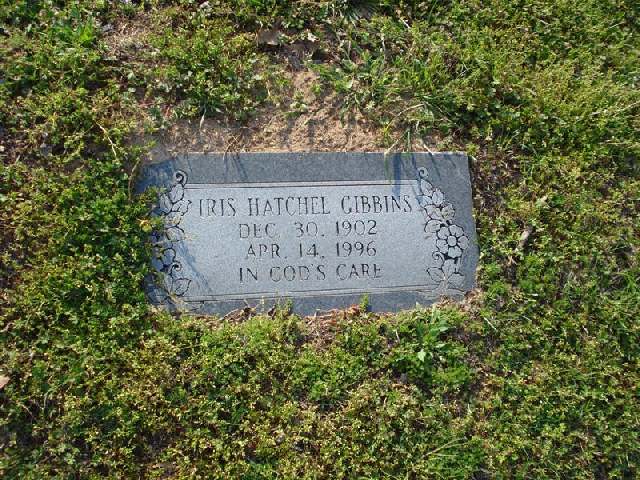 IRIS HATCHEL GIBBINS
DEC. 30, 1902
APR. 14, 1996
IN GOD'S CARE